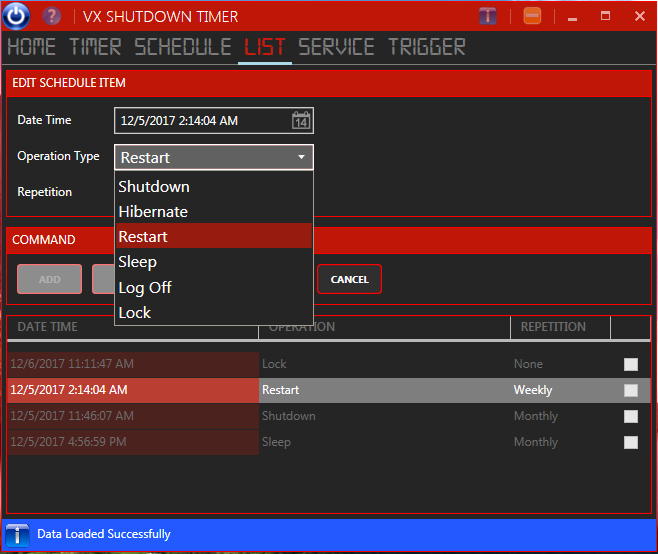 VX SHUTDOWN TIMER
HOME TIMER SCHEDULE LIST SERVICE TRIGGER
EDIT SCHEDULE ITEM
Date Time 12/5/2017 2:14:04 AM 14
Operation Type Restart
Repetition
Shutdown
Hibernate
Restart
Sleep
Log Off
Lock
COMMAND
ADD CANCEL
DATE TIME OPERATION REPETITION
12/6/2017 11:11:47 AM Lock None
12/5/2017 2:14:04 AM Restart Weekly
12/5/2017 11:46:07 AM Shutdown Monthly
12/5/2017 4:56:59 PM Sleep Monthly
Data Loaded Successfully